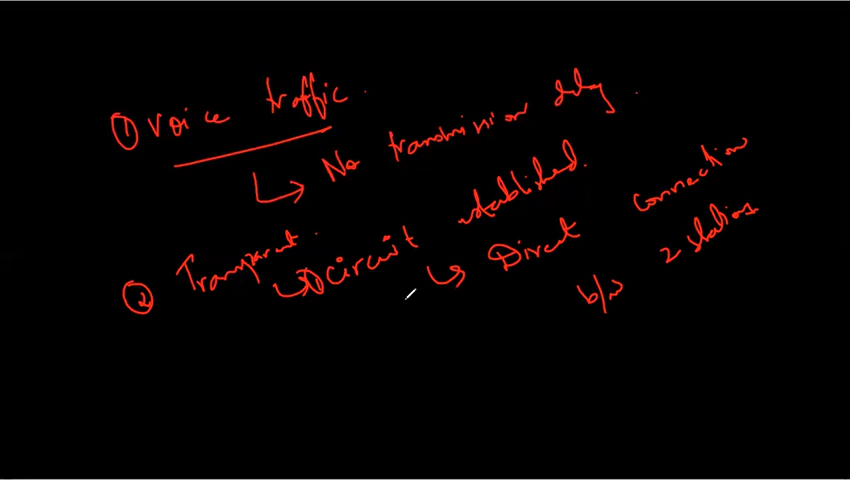 ① Voice traffic.
↳ No transmission delay.
② Transparent.
↳ Circuit established.
↳ Direct connection
b/w 2 stations